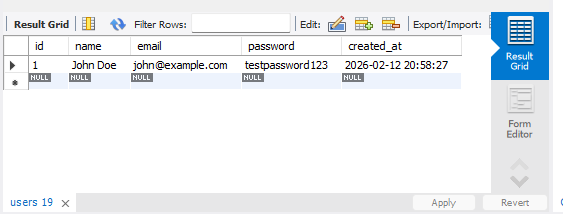 Result Grid Filter Rows: Edit: Export/Import:
id name email password created_at
1 John Doe john@example.com testpassword123 2026-02-12 20:58:27
NULL NULL NULL NULL NULL
Result
Grid
Form
Editor
users 19 Apply Revert